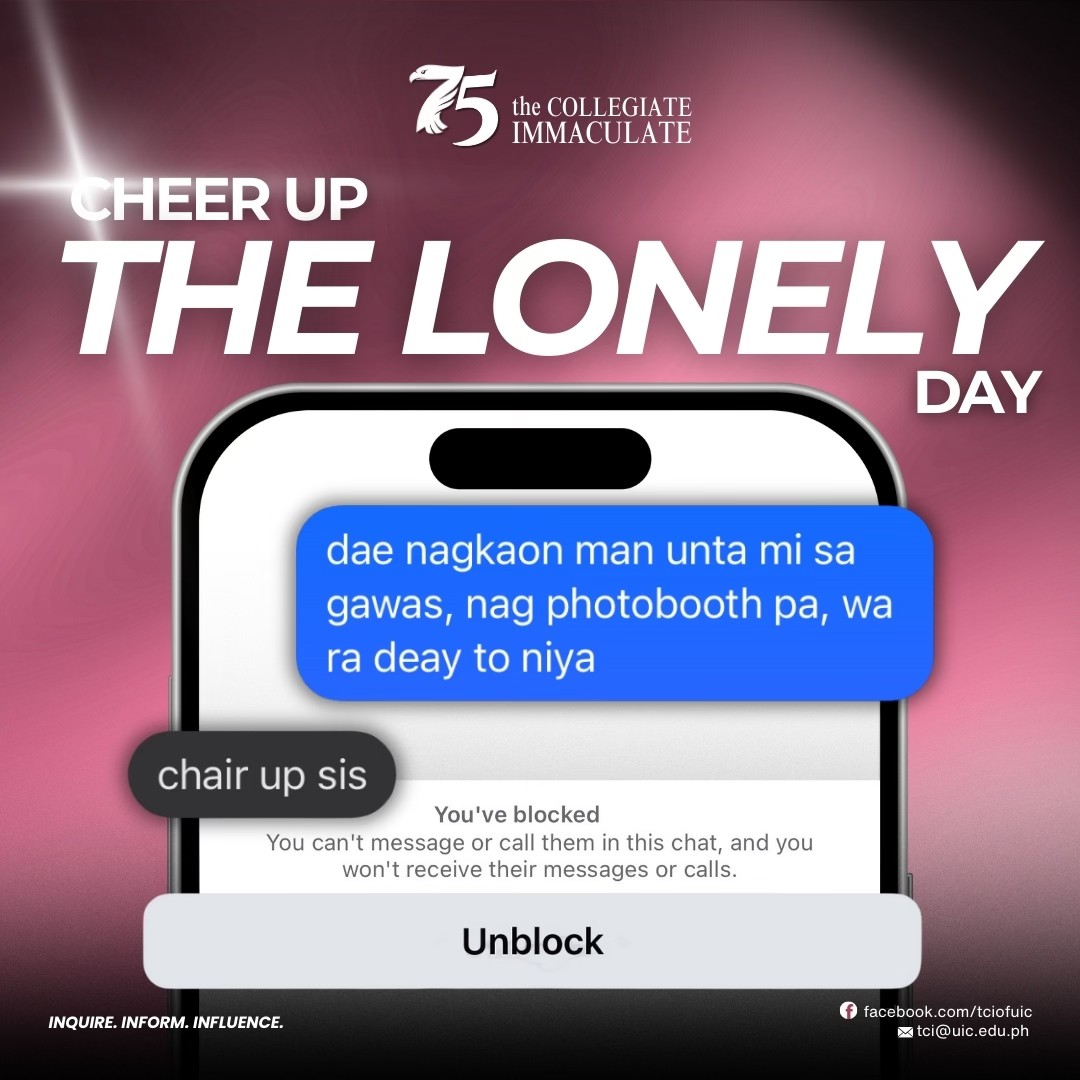 75 the COLLEGIATE
IMMACULATE
CHEER UP
THE LONELY
DAY
dae nagkaon man unta mi sa
gawas, nag photobooth pa, wa
ra deay to niya
chair up sis
You've blocked
You can't message or call them in this chat, and you
won't receive their messages or calls.
Unblock
INQUIRE. INFORM. INFLUENCE.
facebook.com/tciofuic
tci@uic.edu.ph